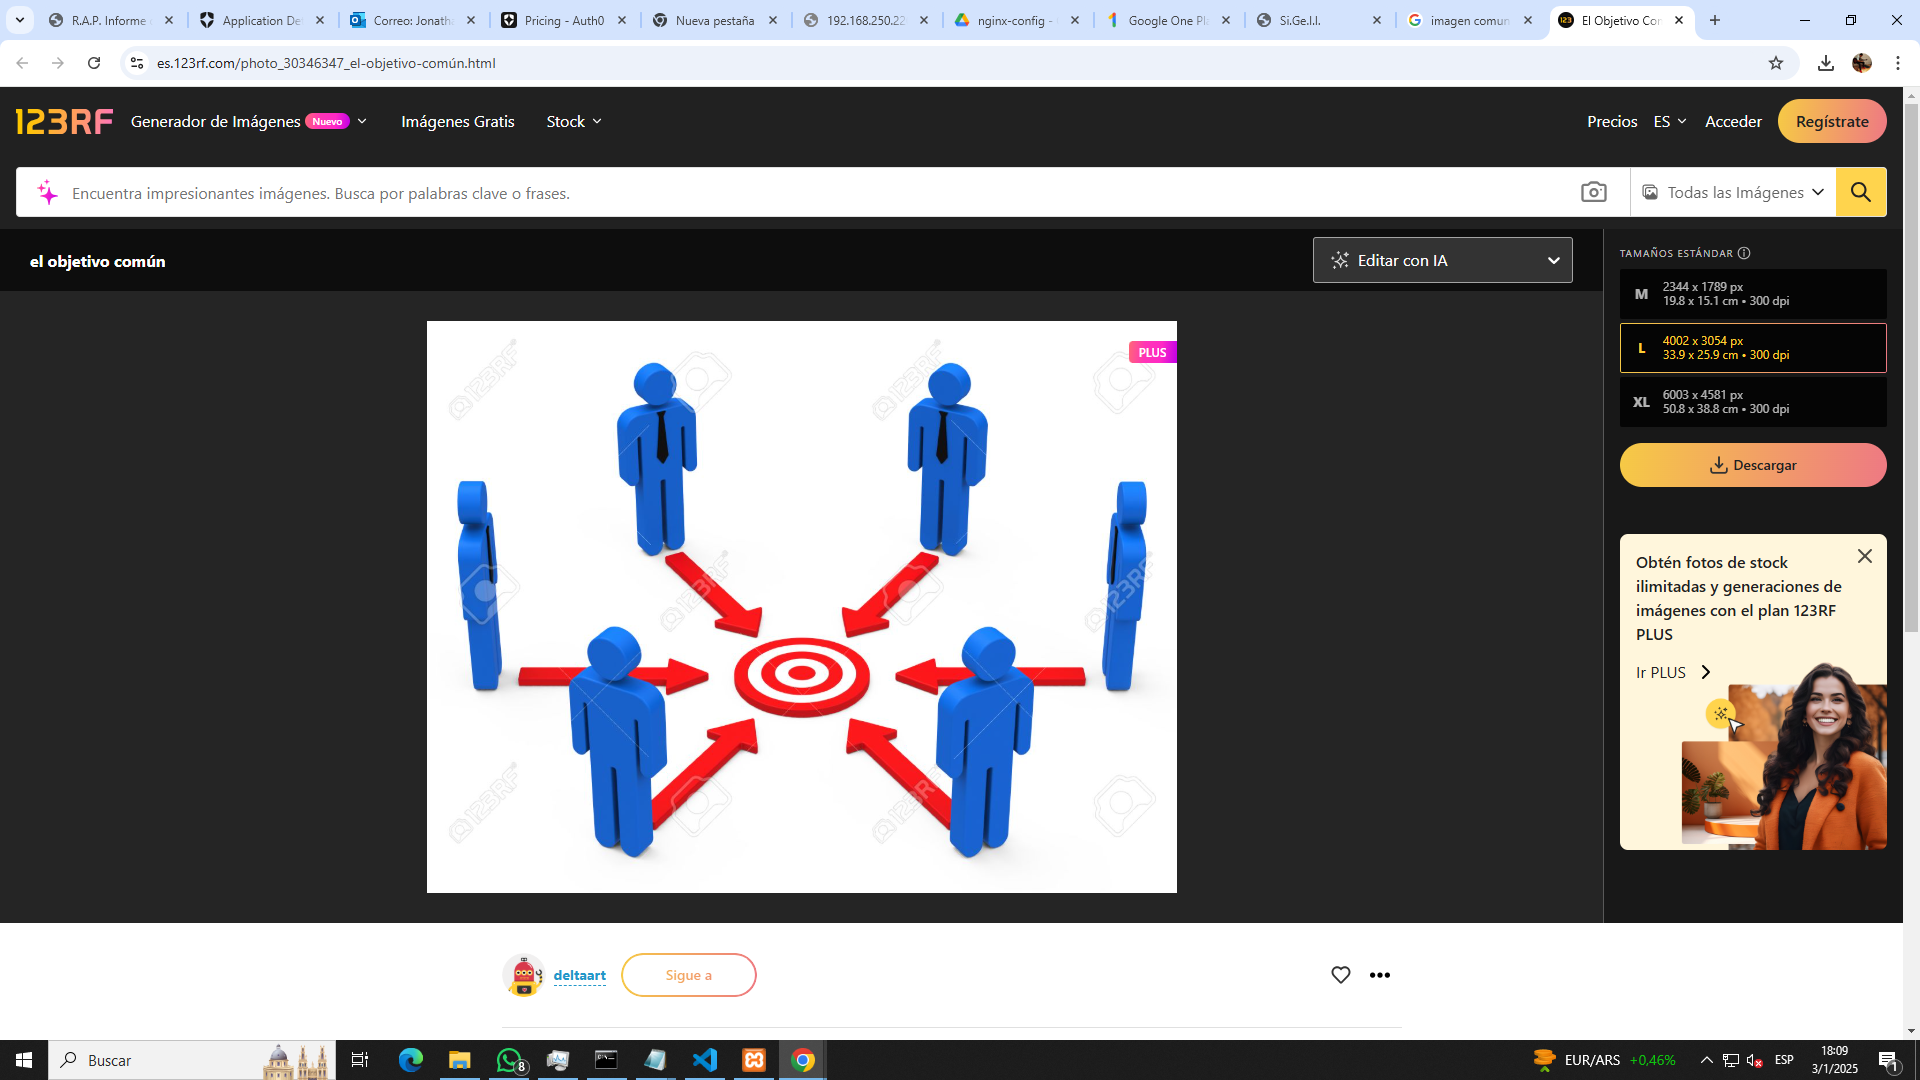 R.A.P. Informe
Application De
Correo: Jonath
Pricing - Auth0
Nueva pestaña
192.168.250.22
nginx-config -
Google One Pl
Si.Ge.I.I.
imagen comun
El Objetivo Con
es.123rf.com/photo_30346347_el-objetivo-común.html
123RF
Generador de Imágenes
Nuevo
Imágenes Gratis
Stock
Precios
ES
Acceder
Regístrate
Encuentra impresionantes imágenes. Busca por palabras clave o frases.
Todas las Imágenes
el objetivo común
Editar con IA
TAMAÑOS ESTÁNDAR
M
2344 x 1789 px
19.8 x 15.1 cm • 300 dpi
L
4002 x 3054 px
33.9 x 25.9 cm • 300 dpi
XL
6003 x 4581 px
50.8 x 38.8 cm • 300 dpi
Descargar
PLUS
123RF
123RF
123RF
123RF
123RF
123RF
Obtén fotos de stock
ilimitadas y generaciones de
imágenes con el plan 123RF
PLUS
Ir PLUS
deltaart
Sigue a
Buscar
8
EUR/ARS +0,46%
ESP
18:09
3/1/2025
1